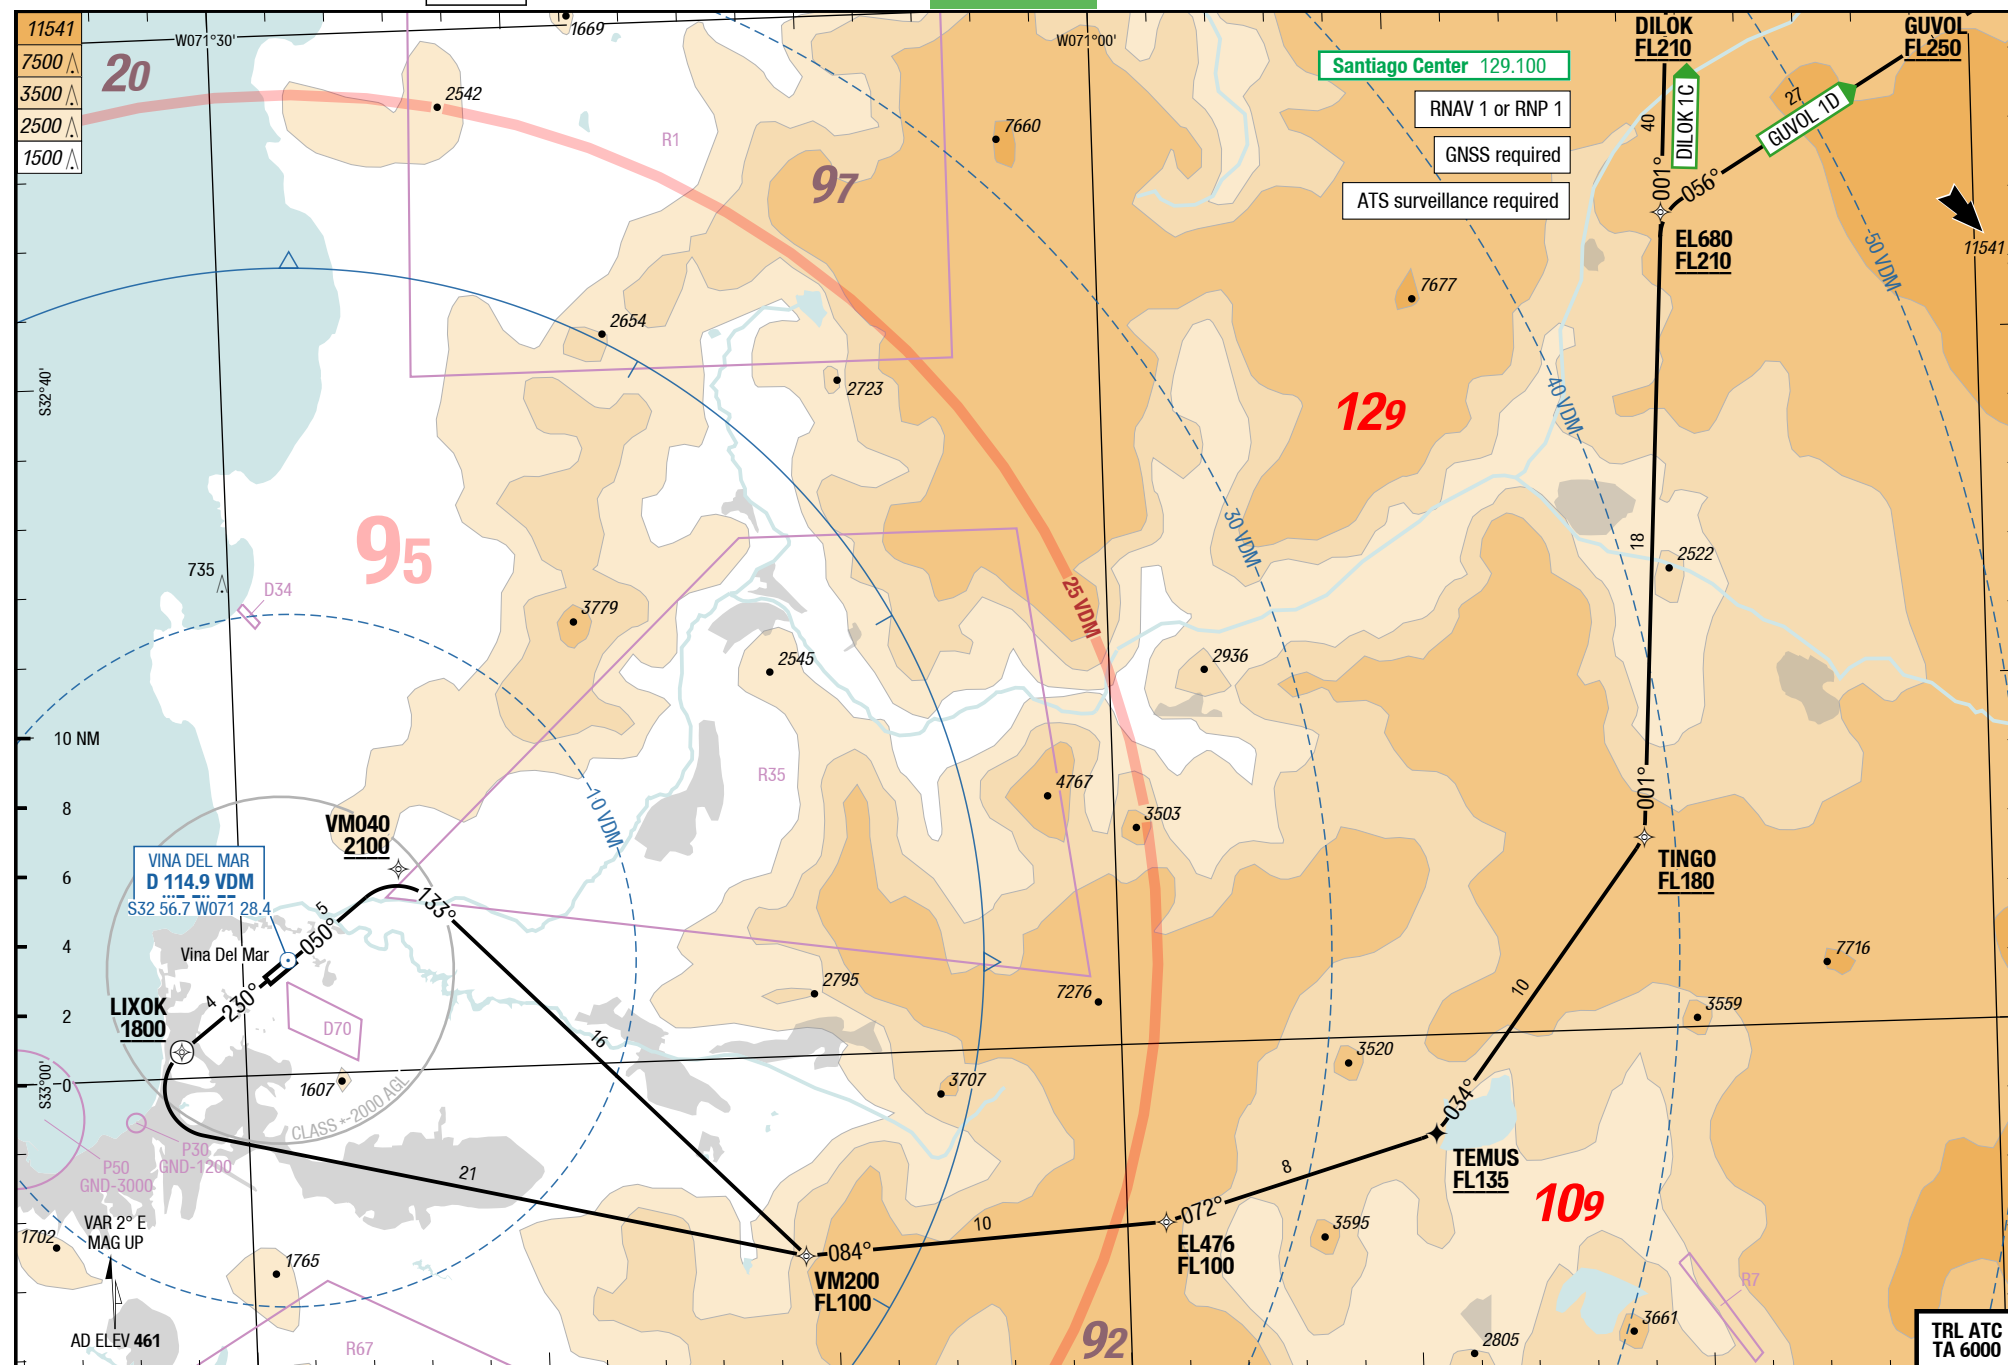 11541
7500
3500
2500
1500
W071°30'
1669
W071°00'
20
2542
R1
7660
97
Santiago Center 129.100
RNAV 1 or RNP 1
GNSS required
ATS surveillance required
DILOK
FL210
GUVOL
FL250
40
DILOK 1C
27
GUVOL 1D
001°
056°
EL680
FL210
50 VDM
11541
7677
2654
2723
S32°40'
129
40 VDM
95
30 VDM
18
2522
735
D34
3779
25 VDM
2545
2936
10 NM
8
6
4
2
0
R35
4767
3503
10 VDM
001°
VM040
2100
TINGO
FL180
VINA DEL MAR
D 114.9 VDM
S32 56.7 W071 28.4
5
050°
133°
Vina Del Mar
4
230°
LIXOK
1800
D70
2795
7276
7716
10
3559
16
3520
3707
034°
S33°00'
1607
CLASS *-2000 AGL
P30
GND-1200
P50
GND-3000
21
TEMUS
FL135
8
109
072°
10
084°
EL476
FL100
3595
VM200
FL100
VAR 2° E
MAG UP
1702
1765
AD ELEV 461
R67
92
R7
3661
2805
TRL ATC
TA 6000